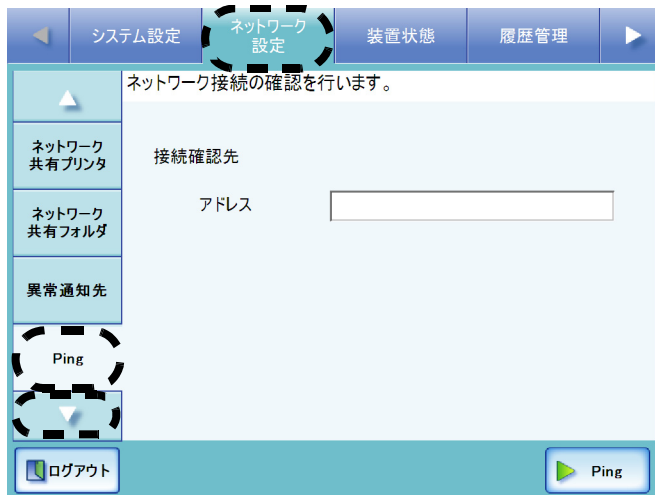 システム設定
ネットワーク
設定
装置状態
履歴管理
ネットワーク接続の確認を行います。
ネットワーク
共有プリンタ
ネットワーク
共有フォルダ
異常通知先
Ping
接続確認先
アドレス
ログアウト
Ping